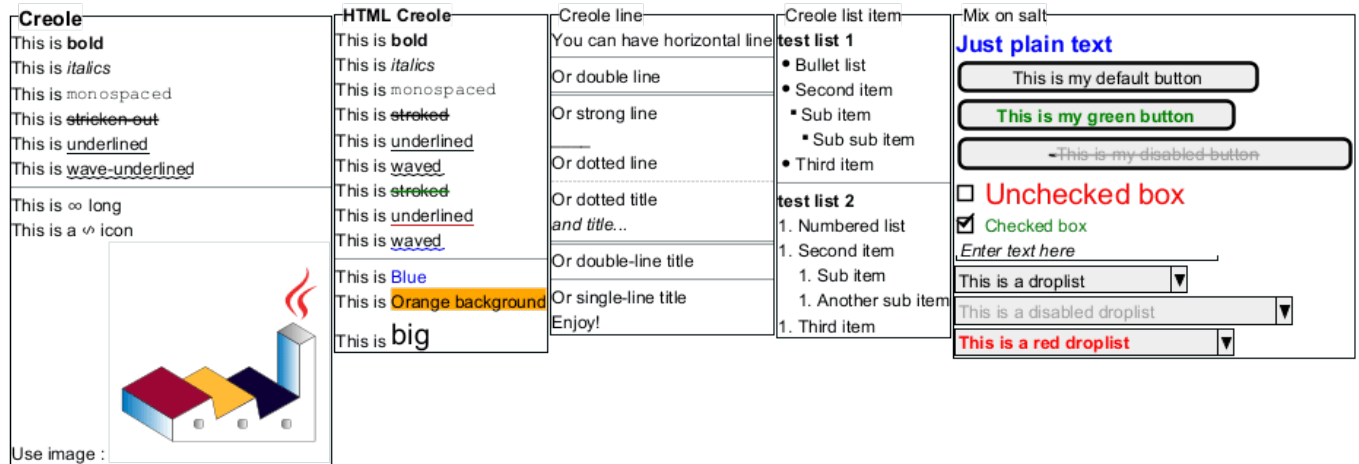 Creole
This is bold
This is italics
This is monospaced
This is stricken-out
This is underlined
This is wave-underlined
This is ∞ long
This is a icon
Use image :
HTML Creole
This is bold
This is italics
This is monospaced
This is stroked
This is underlined
This is waved
This is stroked
This is underlined
This is waved
This is Blue
This is Orange background
This is big
Creole line
You can have horizontal line
Or double line
Or strong line
____
Or dotted line
Or dotted title
and title...
Or double-line title
Or single-line title
Enjoy!
Creole list item
test list 1
• Bullet list
• Second item
▪ Sub item
▪ Sub sub item
• Third item
test list 2
1. Numbered list
1. Second item
1. Sub item
1. Another sub item
1. Third item
Mix on salt
Just plain text
This is my default button
This is my green button
-This is my disabled button
Unchecked box
Checked box
Enter text here
This is a droplist
This is a disabled droplist
This is a red droplist